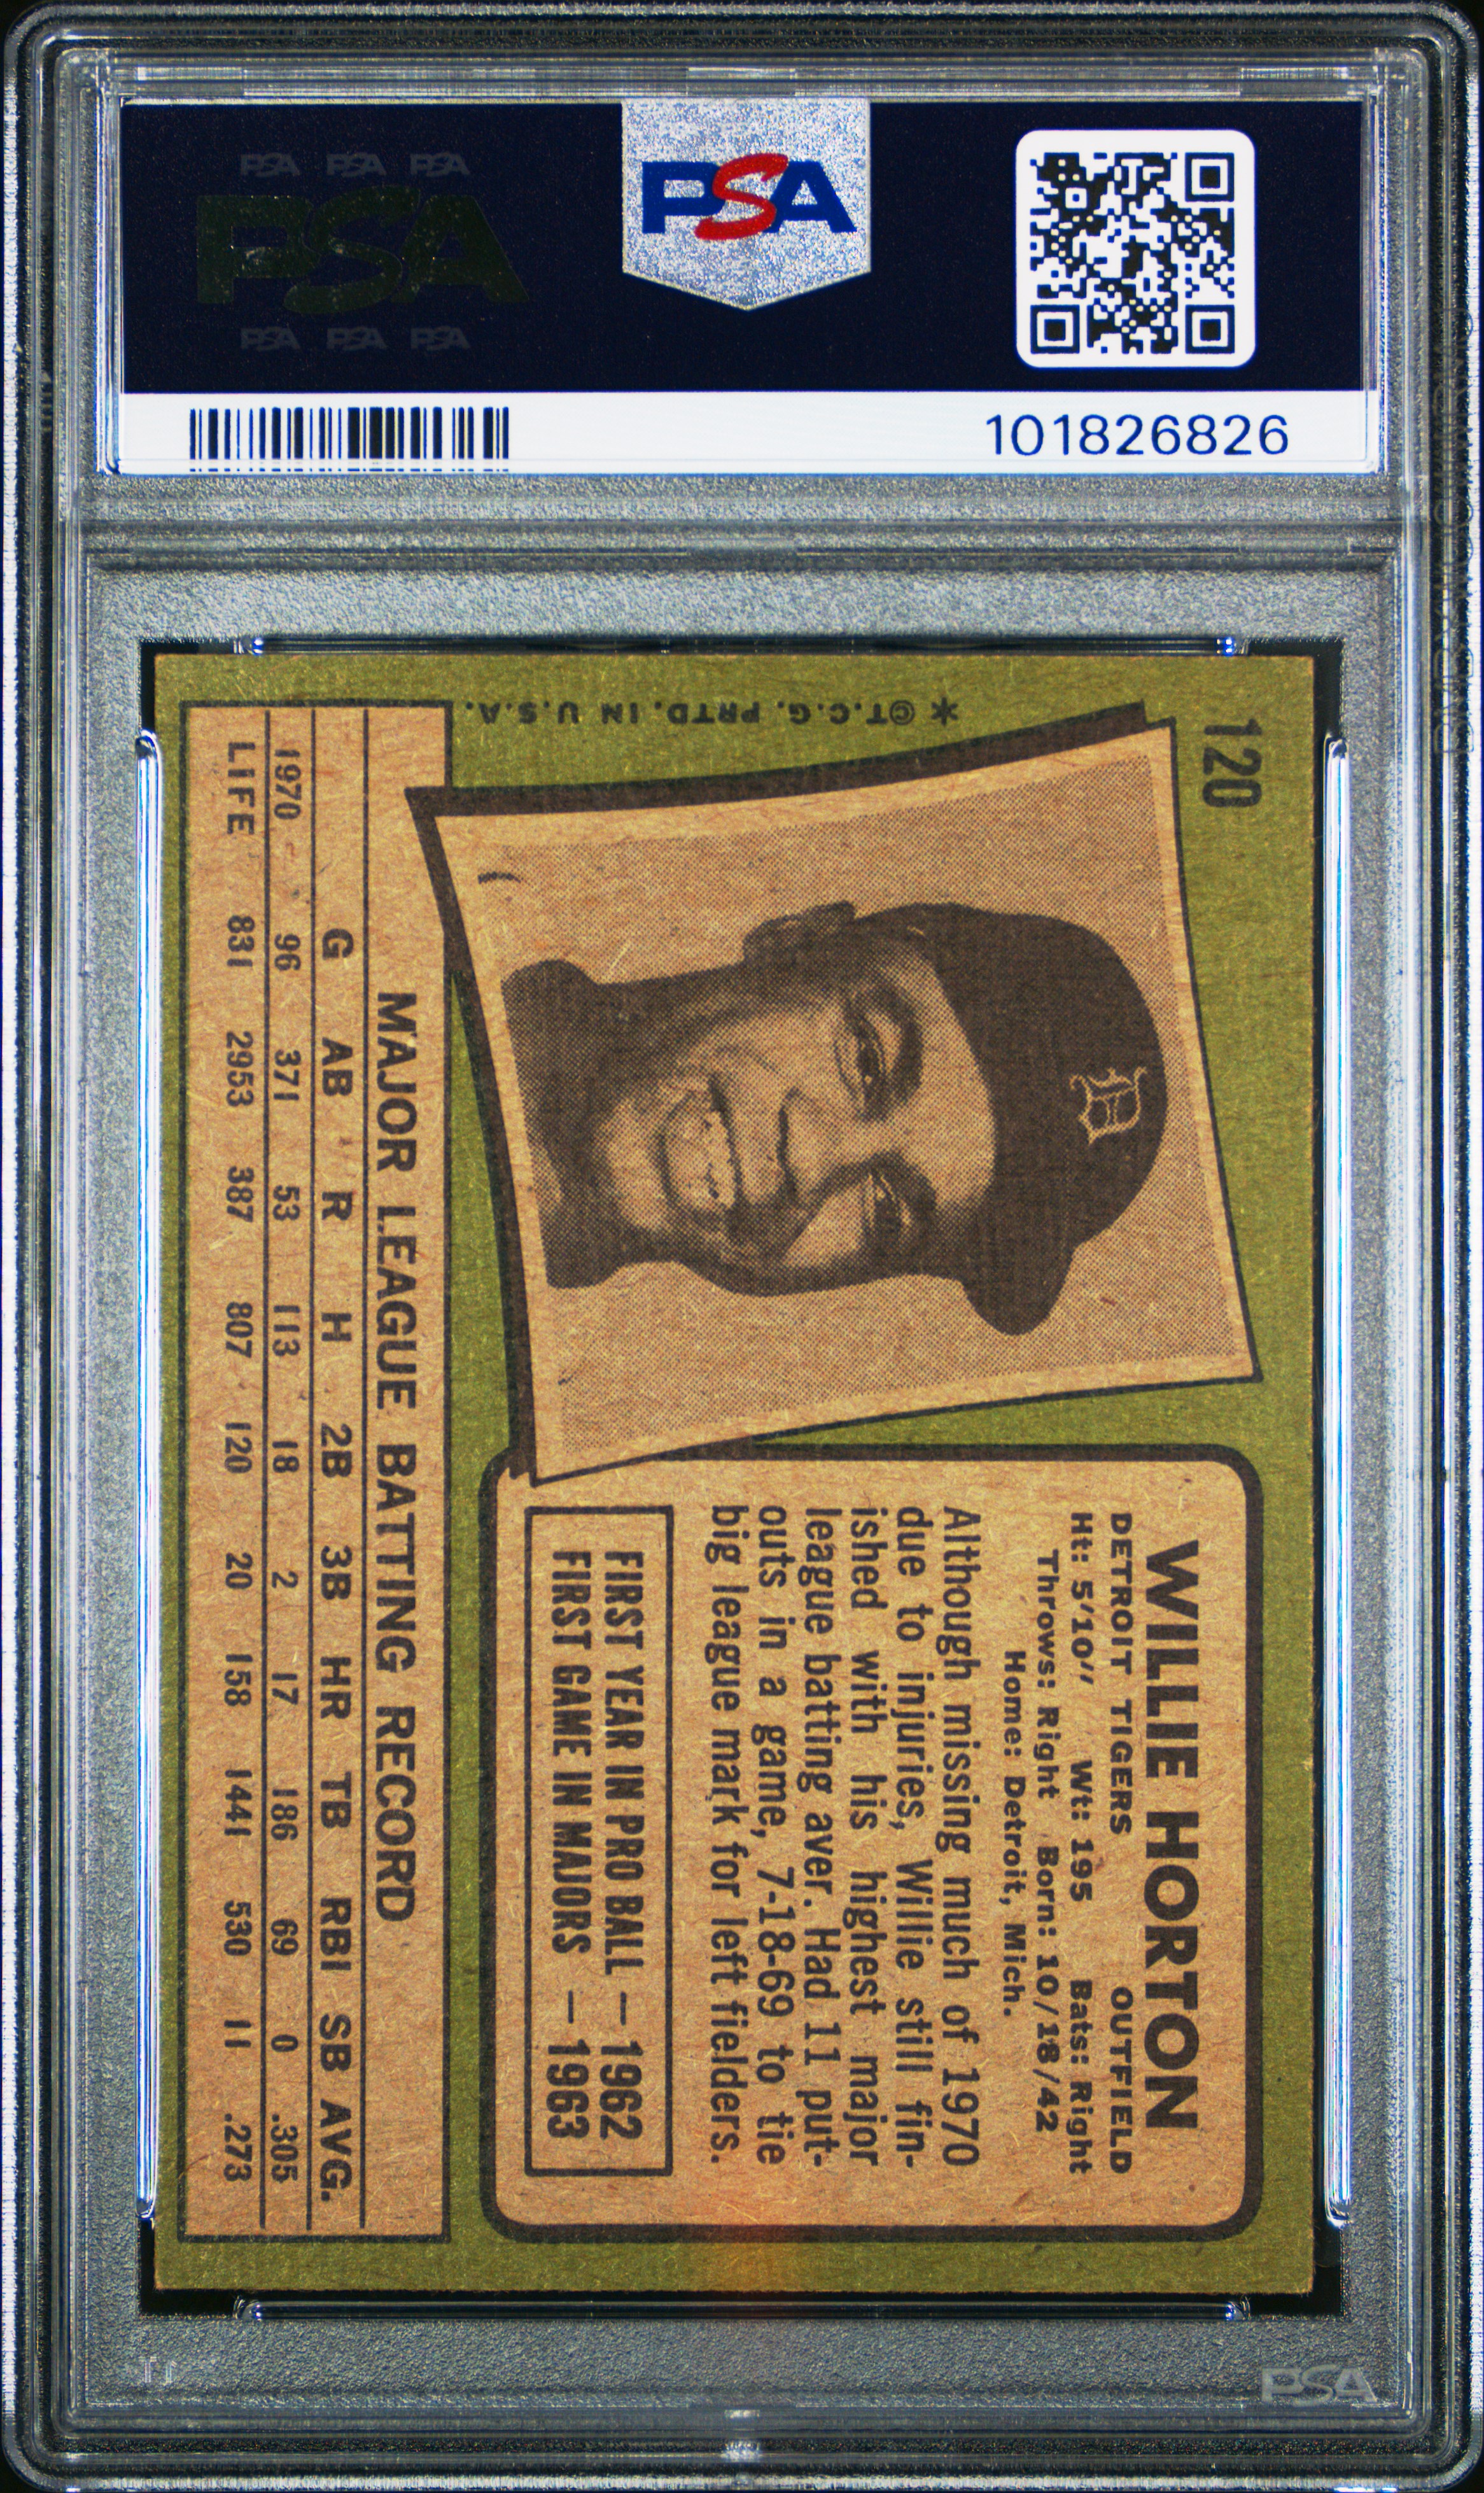 PSA PSA PSA
PSA
PSA PSA PSA
PSA
101826826
120
* ©T.C.G. PRTD. IN U.S.A.
D
WILLIE HORTON
DETROIT TIGERS OUTFIELD
Ht: 5'10" Wt: 195 Bats: Right
Throws: Right Born: 10/18/42
Home: Detroit, Mich.
Although missing much of 1970
due to injuries, Willie still fin-
ished with his highest major
league batting aver. Had 11 put-
outs in a game, 7-18-69 to tie
big league mark for left fielders.
FIRST YEAR IN PRO BALL — 1962
FIRST GAME IN MAJORS — 1963
MAJOR LEAGUE BATTING RECORD
G AB R H 2B 3B HR TB RBI SB AVG.
1970 96 371 53 113 18 2 17 186 69 0 .305
LIFE 831 2953 387 807 120 20 158 1441 530 11 .273
PSA